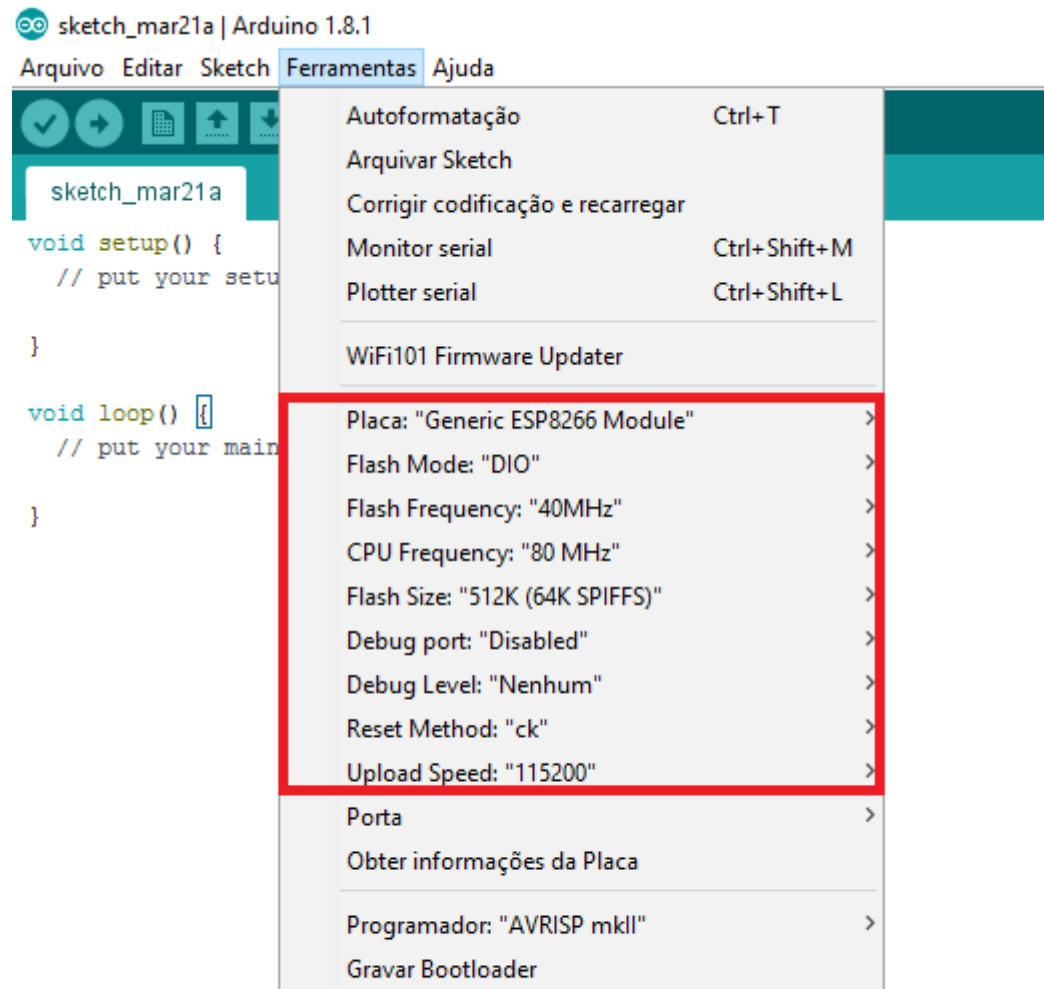 sketch_mar21a | Arduino 1.8.1
Arquivo Editar Sketch Ferramentas Ajuda
sketch_mar21a
void setup() {
// put your setu
}
void loop() {
// put your main
}
Autoformatação Ctrl+T
Arquivar Sketch
Corrigir codificação e recarregar
Monitor serial Ctrl+Shift+M
Plotter serial Ctrl+Shift+L
WiFi101 Firmware Updater
Placa: "Generic ESP8266 Module"
Flash Mode: "DIO"
Flash Frequency: "40MHz"
CPU Frequency: "80 MHz"
Flash Size: "512K (64K SPIFFS)"
Debug port: "Disabled"
Debug Level: "Nenhum"
Reset Method: "ck"
Upload Speed: "115200"
Porta
Obter informações da Placa
Programador: "AVRISP mkII"
Gravar Bootloader